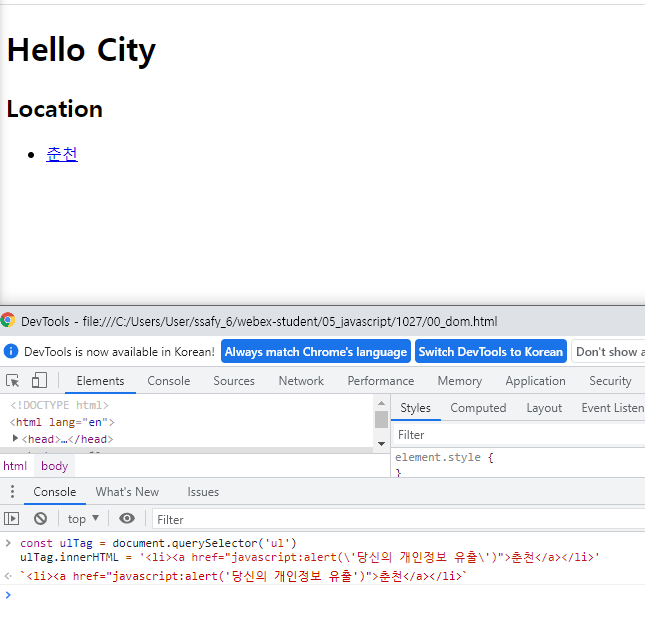 Hello City
Location
춘천
DevTools - file:///C:/Users/User/ssafy_6/webex-student/05_javascript/1027/00_dom.html
DevTools is now available in Korean! Always match Chrome's language Switch DevTools to Korean Don't show a
Elements Console Sources Network Performance Memory Application Security
<!DOCTYPE html>
<html lang="en">
<head>…</head>
Styles Computed Layout Event Listen
Filter
element.style {
}
html body
Console What's New Issues
top Filter
const ulTag = document.querySelector('ul')
ulTag.innerHTML = '<li><a href="javascript:alert(\'당신의 개인정보 유출\')">춘천</a></li>'
`<li><a href="javascript:alert('당신의 개인정보 유출')">춘천</a></li>`